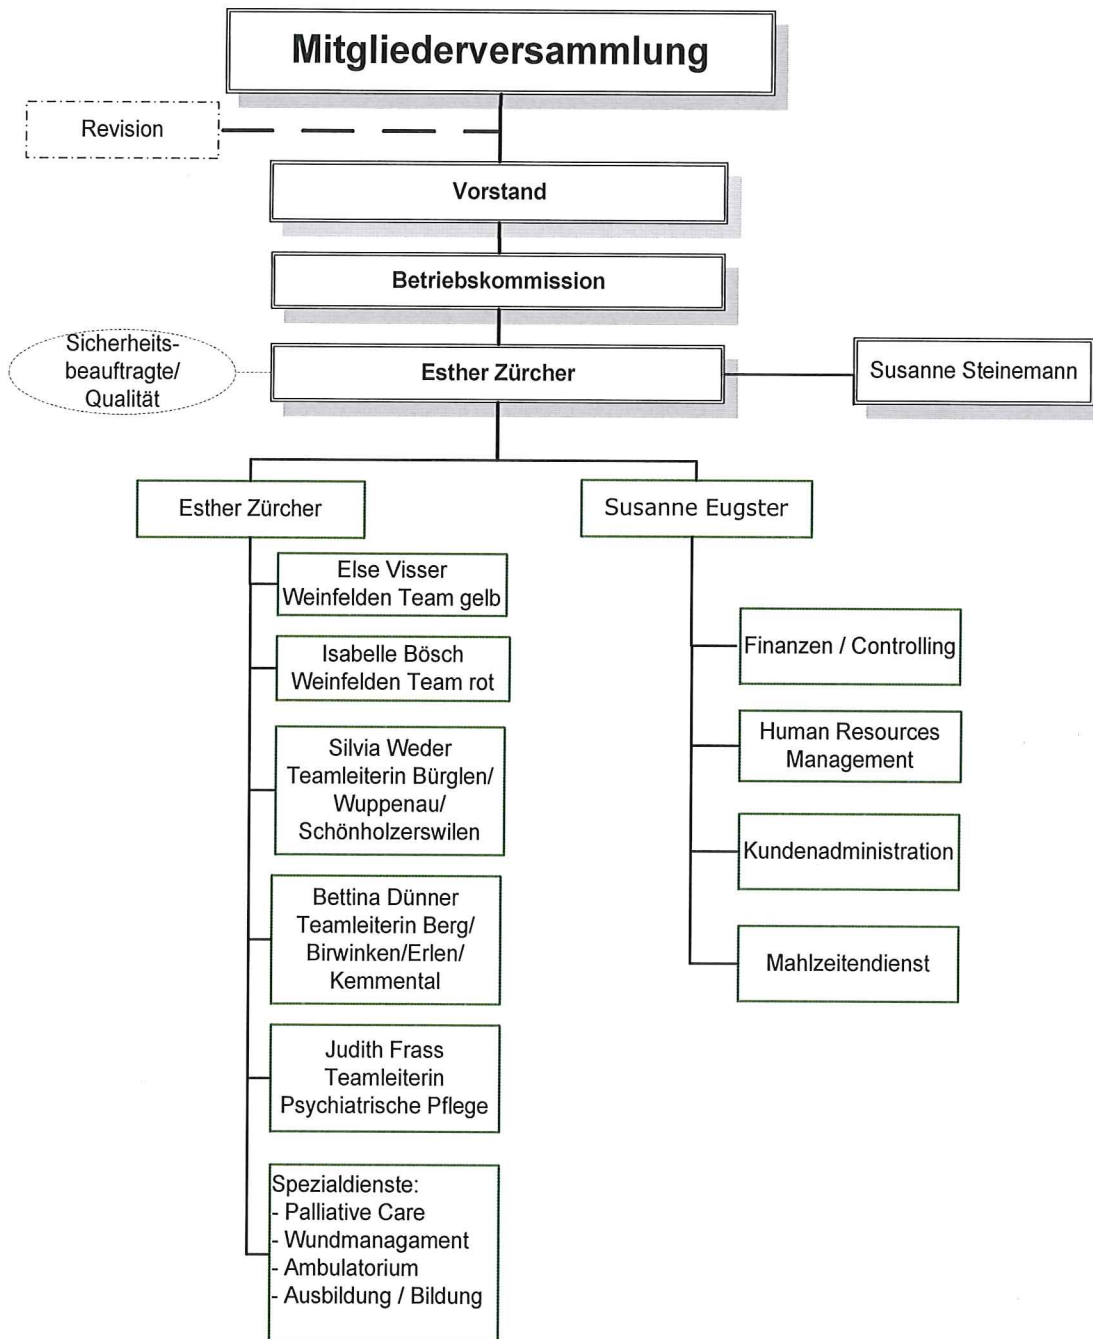 Mitgliederversammlung
Revision
Vorstand
Betriebskommission
Sicherheits-
beauftragte/
Qualität
Esther Zürcher
Susanne Steinemann
Esther Zürcher
Else Visser
Weinfelden Team gelb
Isabelle Bösch
Weinfelden Team rot
Silvia Weder
Teamleiterin Bürglen/
Wuppenau/
Schönholzerswilen
Bettina Dünner
Teamleiterin Berg/
Birwinken/Erlen/
Kemmental
Judith Frass
Teamleiterin
Psychiatrische Pflege
Spezialdienste:
- Palliative Care
- Wundmanagament
- Ambulatorium
- Ausbildung / Bildung
Susanne Eugster
Finanzen / Controlling
Human Resources
Management
Kundenadministration
Mahlzeitendienst